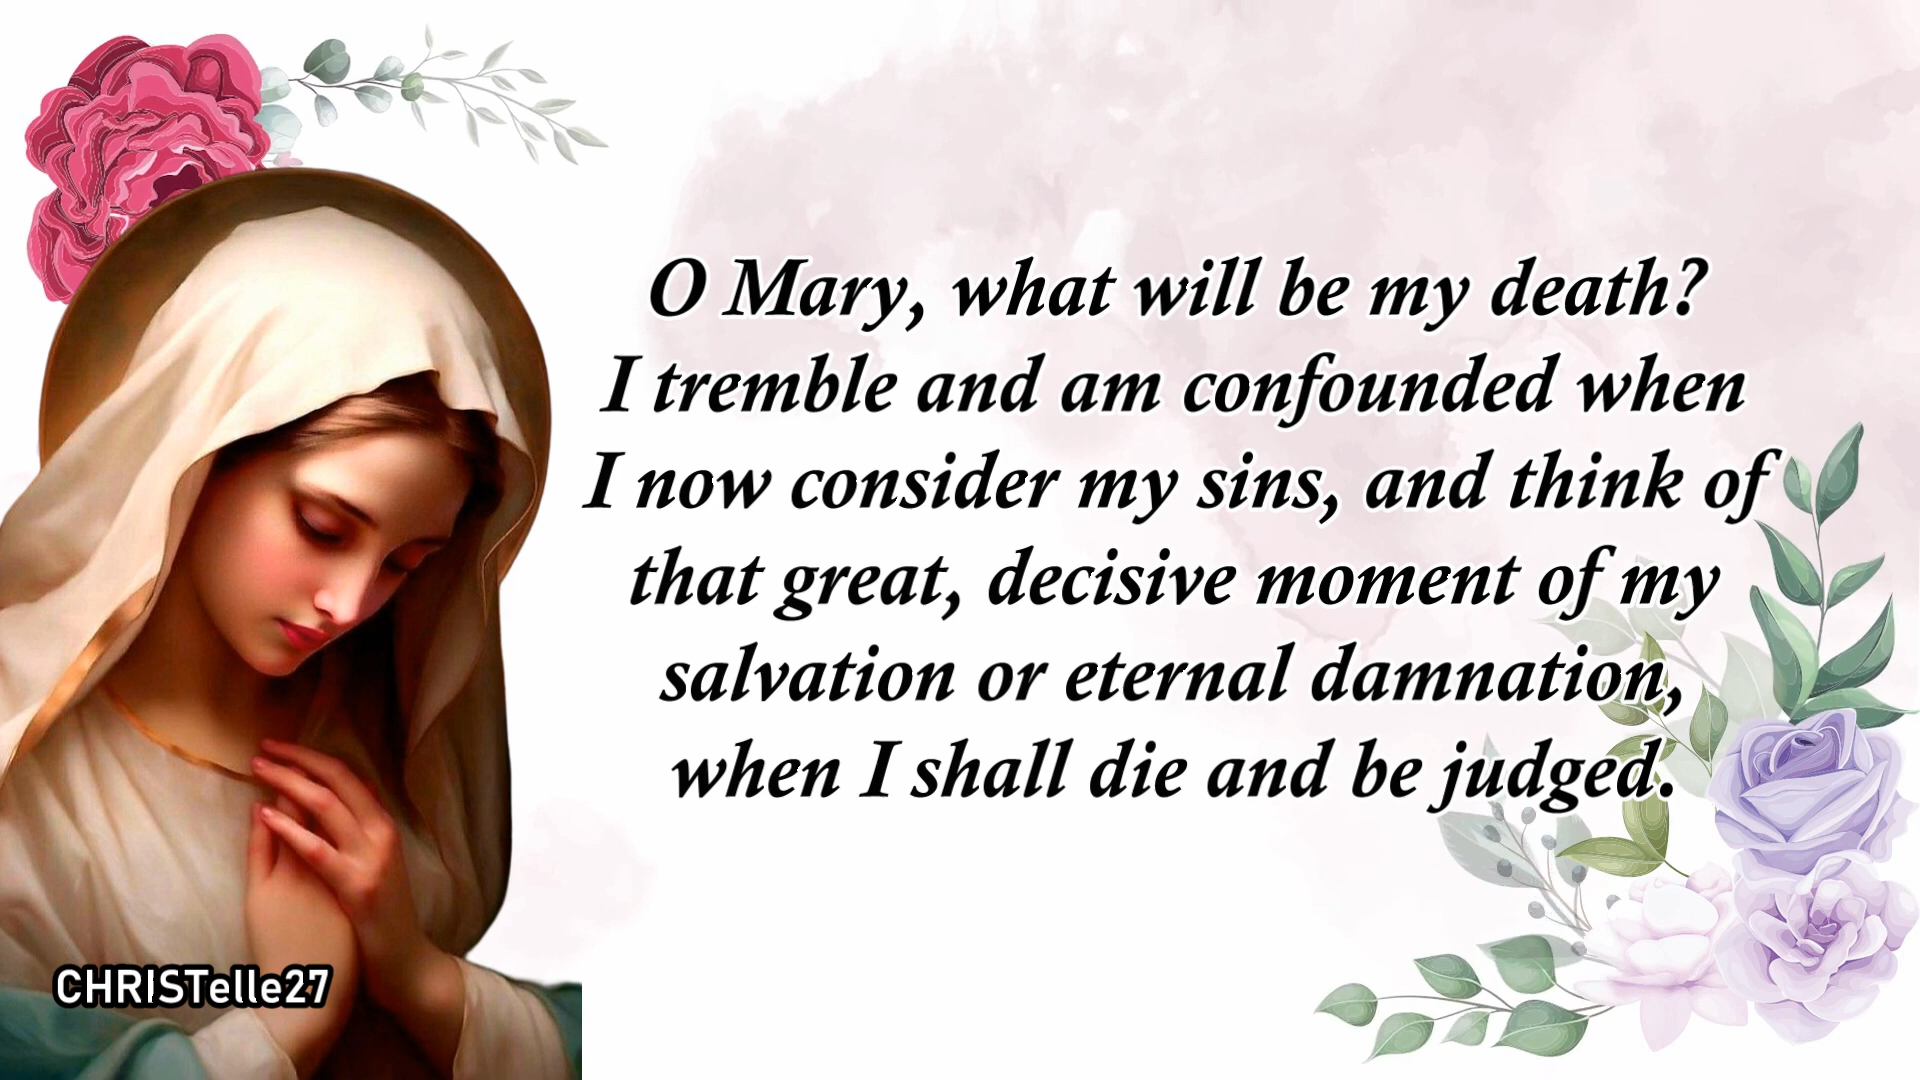 O Mary, what will be my death?
I tremble and am confounded when
I now consider my sins, and think of
that great, decisive moment of my
salvation or eternal damnation,
when I shall die and be judged.
CHRISTelle27